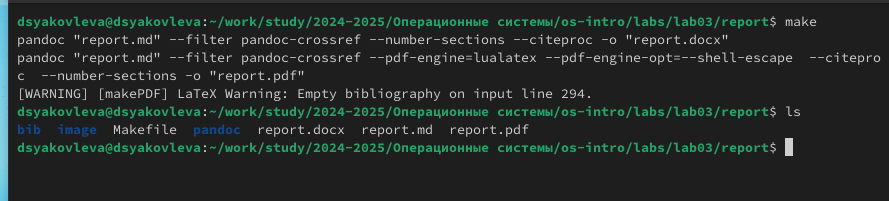 dsyakovleva@dsyakovleva:~/work/study/2024-2025/Операционные системы/os-intro/labs/lab03/report$ make
pandoc "report.md" --filter pandoc-crossref --number-sections --citeproc -o "report.docx"
pandoc "report.md" --filter pandoc-crossref --pdf-engine=lualatex --pdf-engine-opt=--shell-escape  --citepro
c  --number-sections -o "report.pdf"
[WARNING] [makePDF] LaTeX Warning: Empty bibliography on input line 294.
dsyakovleva@dsyakovleva:~/work/study/2024-2025/Операционные системы/os-intro/labs/lab03/report$ ls
bib  image  Makefile  pandoc  report.docx  report.md  report.pdf
dsyakovleva@dsyakovleva:~/work/study/2024-2025/Операционные системы/os-intro/labs/lab03/report$